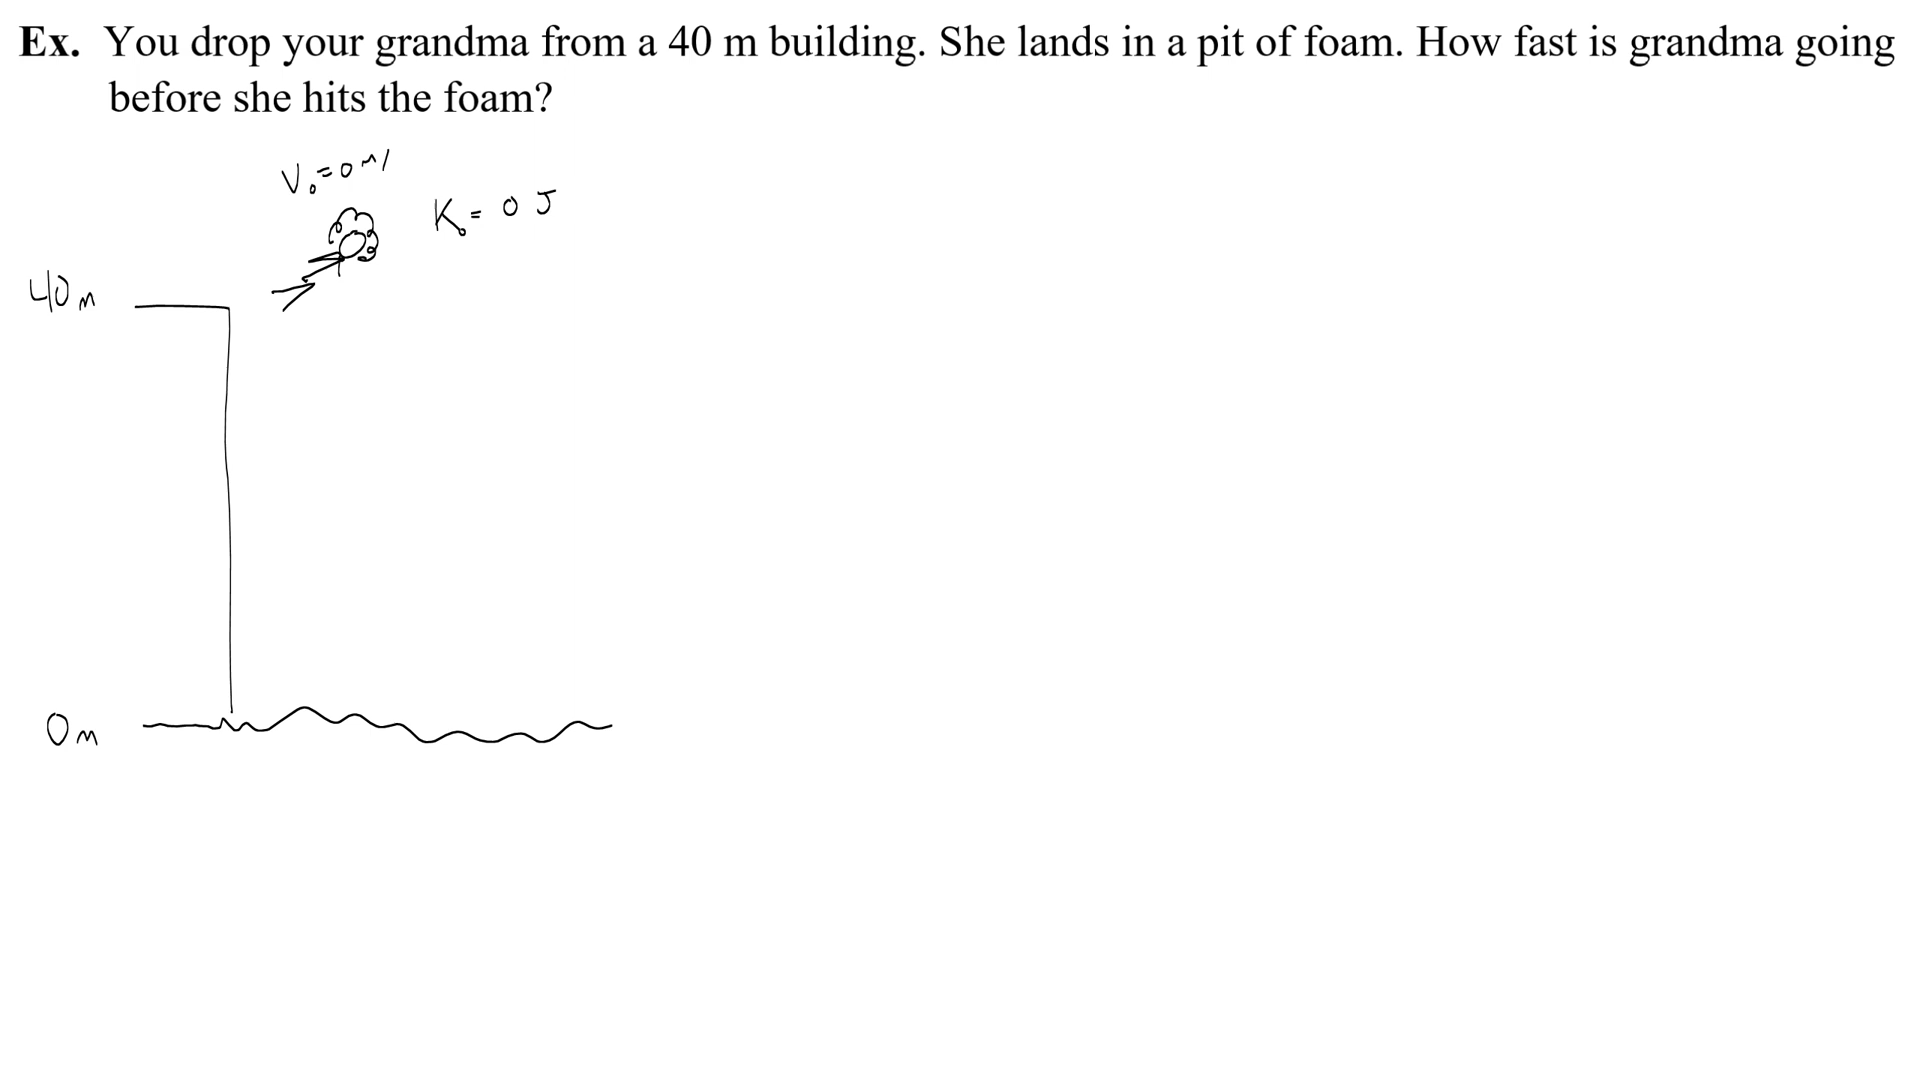 Ex. You drop your grandma from a 40 m building. She lands in a pit of foam. How fast is grandma going
before she hits the foam?
V₀=0 m/
K₀= 0 J
40 m
0 m